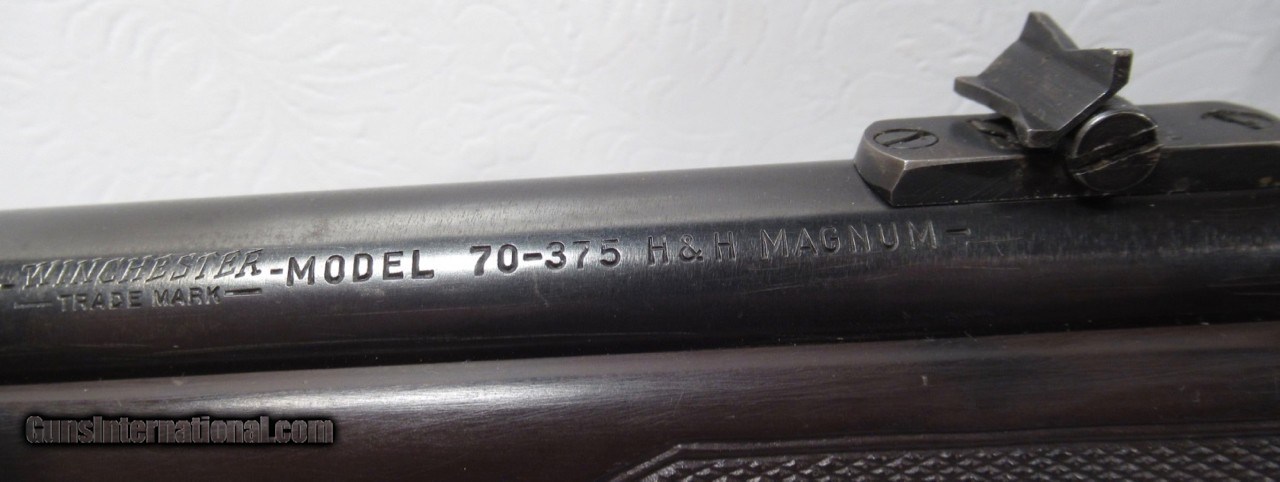 -WINCHESTER-MODEL 70-375 H&H MAGNUM-
—TRADE MARK—
GunsInternational.com